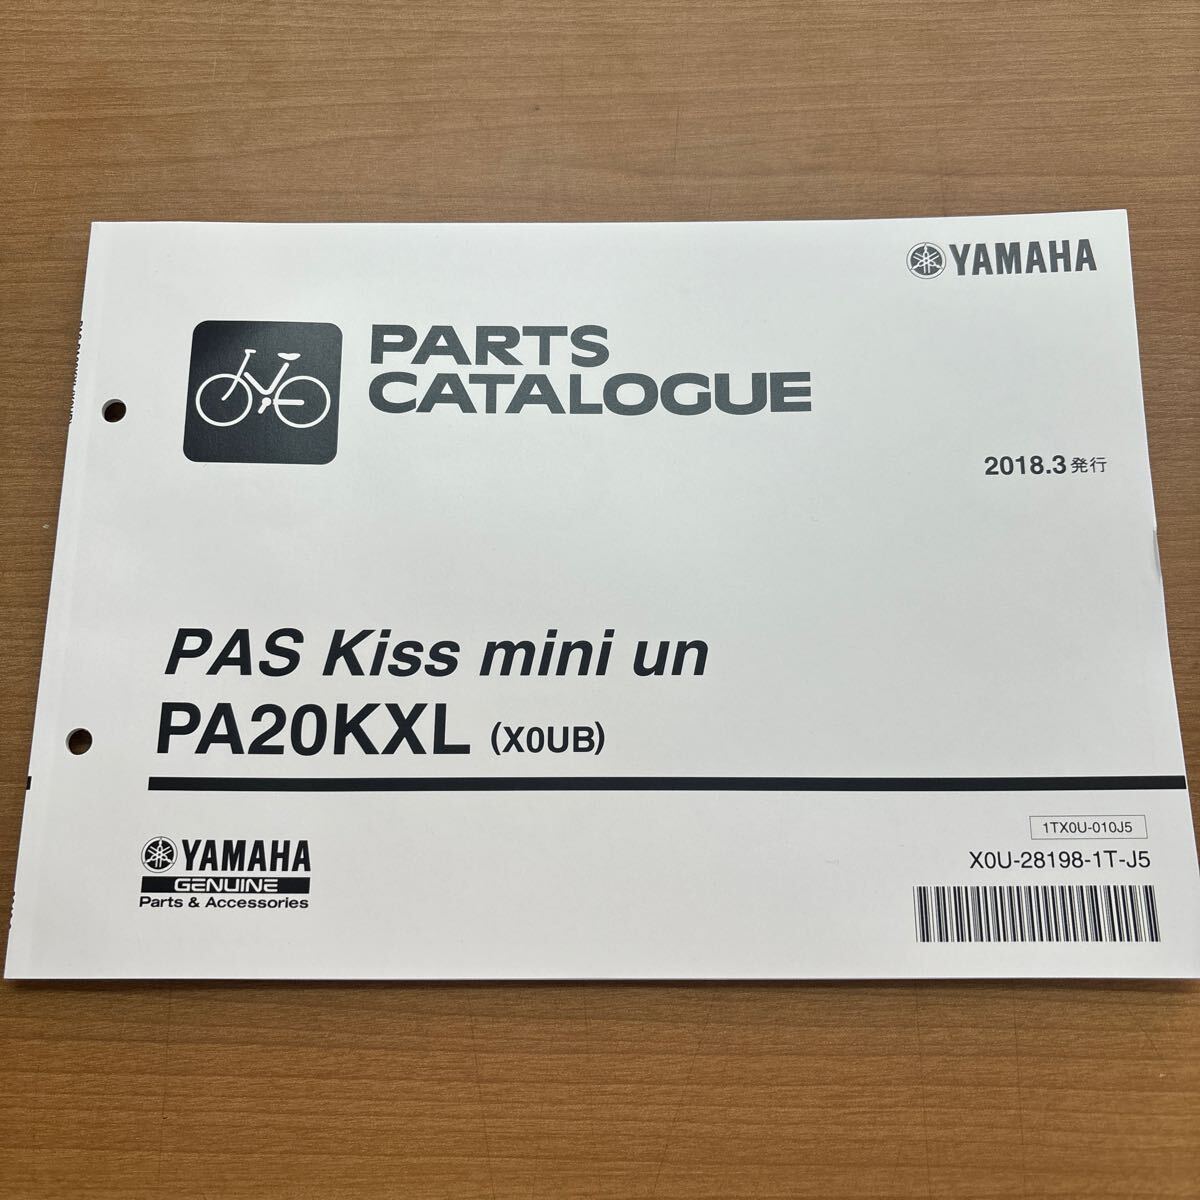 YAMAHA
PARTS
CATALOGUE
2018.3 発行
PAS Kiss mini un
PA20KXL (X0UB)
1TX0U-010J5
X0U-28198-1T-J5
YAMAHA
GENUINE
Parts & Accessories